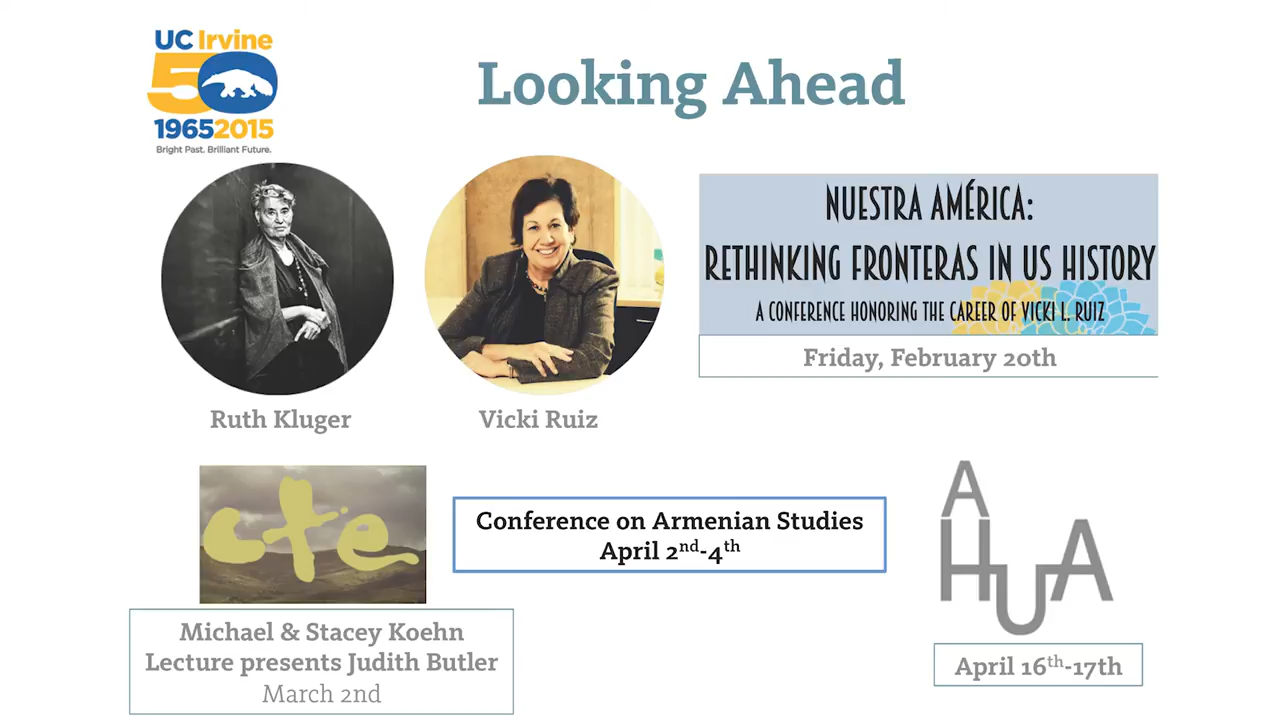 UC Irvine
50
19652015
Bright Past. Brilliant Future.
Looking Ahead
NUESTRA AMÉRICA:
RETHINKING FRONTERAS IN US HISTORY
A CONFERENCE HONORING THE CAREER OF VICKI L. RUIZ
Friday, February 20th
Ruth Kluger
Vicki Ruiz
cte
Conference on Armenian Studies
April 2nd-4th
AHUA
Michael & Stacey Koehn
Lecture presents Judith Butler
March 2nd
April 16th-17th